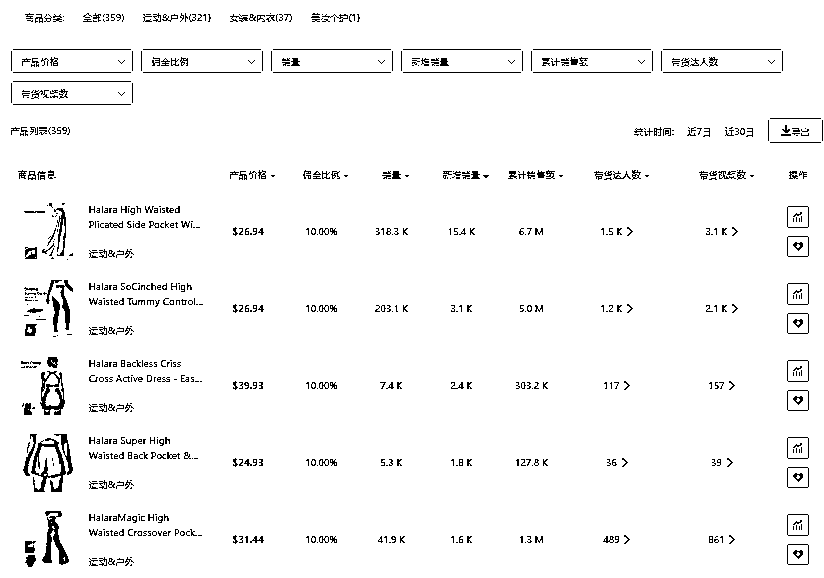 商品分类: 全部(359) 运动&户外(321) 女装&内衣(37) 美妆个护(1)
产品价格 佣金比例 销量 新增销量 累计销售额 带货达人数
带货视频数
产品列表(359) 统计时间: 近7日 近30日 导出
商品信息 产品价格 佣金比例 销量 新增销量 累计销售额 带货达人数 带货视频数 操作
Halara High Waisted
Plicated Side Pocket Wi...
$26.94 10.00% 318.3 K 15.4 K 6.7 M 1.5 K 3.1 K
运动&户外
Halara SoCinched High
Waisted Tummy Control...
$26.94 10.00% 203.1 K 3.1 K 5.0 M 1.2 K 2.1 K
运动&户外
Halara Backless Criss
Cross Active Dress - Eas...
$39.93 10.00% 7.4 K 2.4 K 303.2 K 117 157
运动&户外
Halara Super High
Waisted Back Pocket &...
$24.93 10.00% 5.3 K 1.8 K 127.8 K 36 39
运动&户外
HalaraMagic High
Waisted Crossover Pock...
$31.44 10.00% 41.9 K 1.6 K 1.3 M 489 861
运动&户外